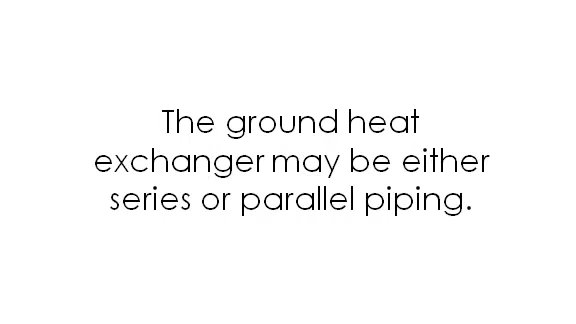 The ground heat
exchanger may be either
series or parallel piping.